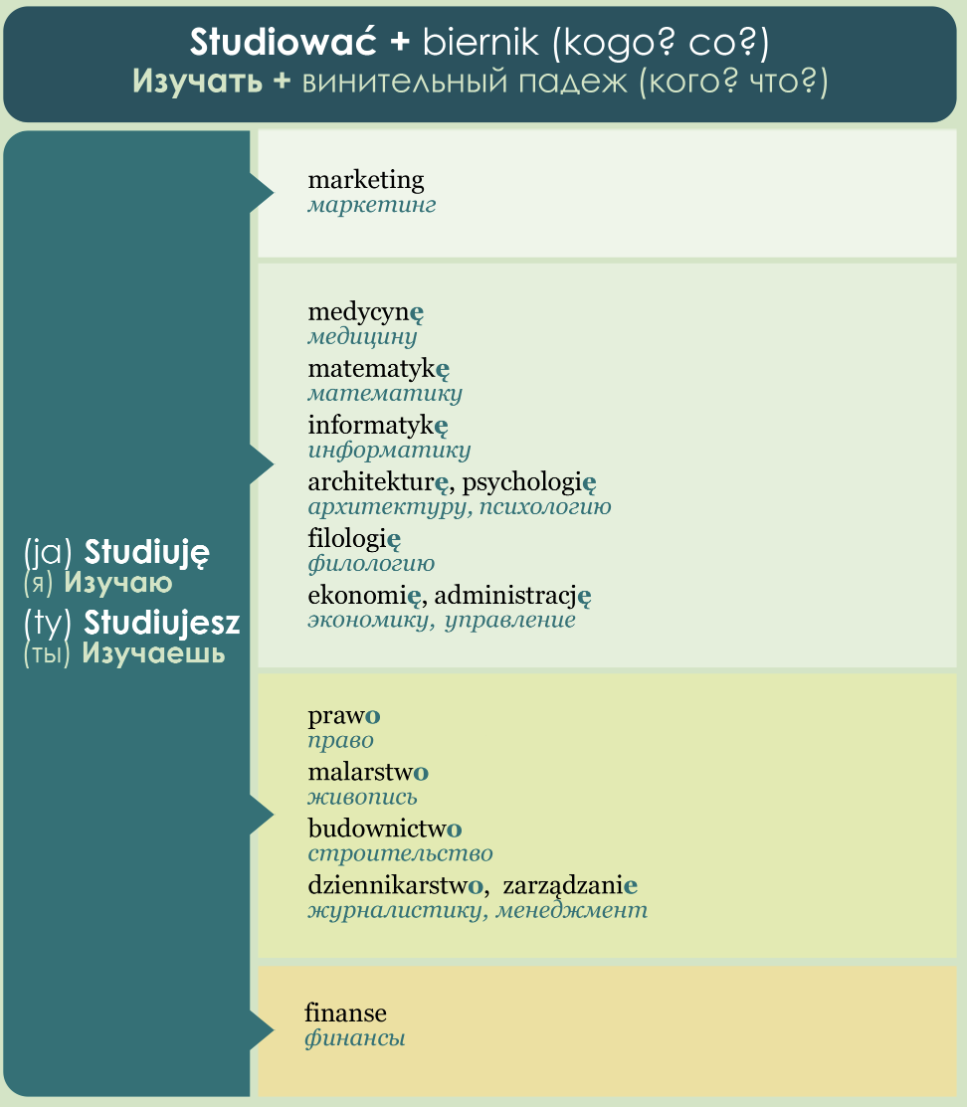 Studiować + biernik (kogo? co?)
Изучать + винительный падеж (кого? что?)
(ja) Studiuję
(я) Изучаю
(ty) Studiujesz
(ты) Изучаешь
marketing
маркетинг
medycynę
медицину
matematykę
математику
informatykę
информатику
architekturę, psychologię
архитектуру, психологию
filologię
филологию
ekonomię, administrację
экономику, управление
prawo
право
malarstwo
живопись
budownictwo
строительство
dziennikarstwo, zarządzanie
журналистику, менеджмент
finanse
финансы